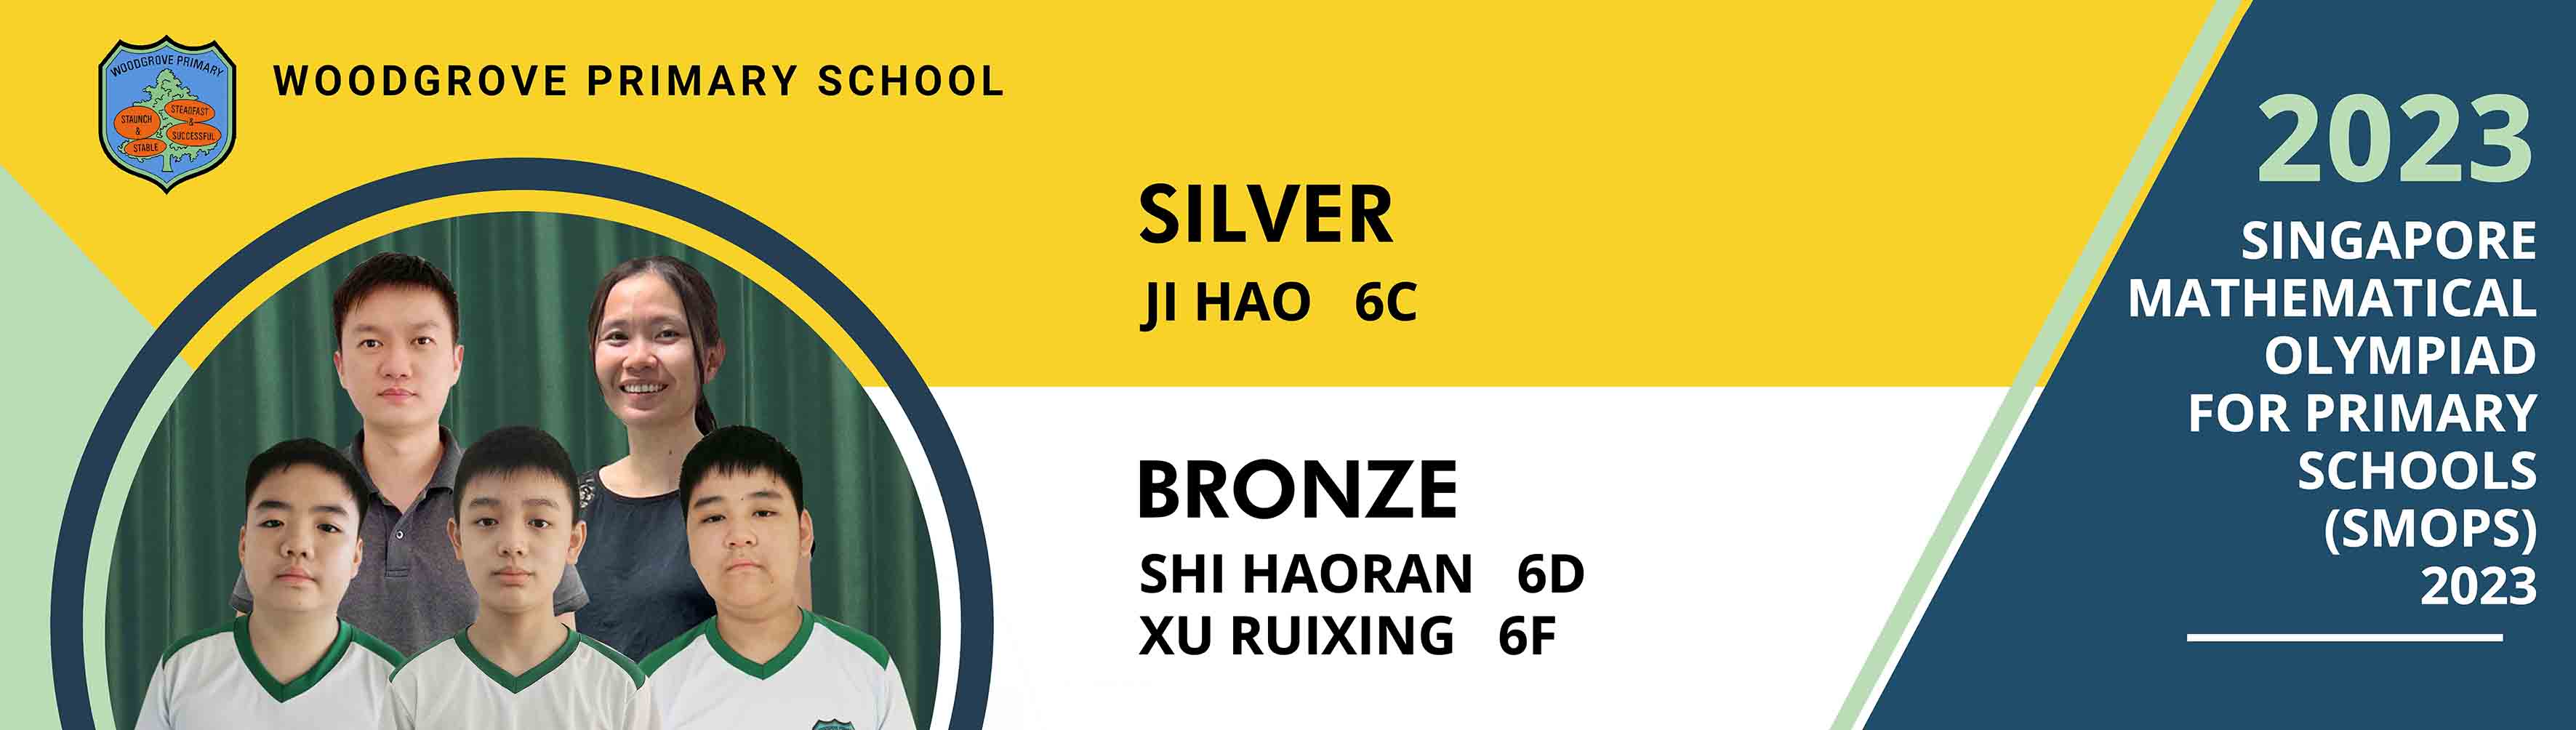 WOODGROVE PRIMARY
STEADFAST
&
STAUNCH
&
SUCCESSFUL
STABLE
WOODGROVE PRIMARY SCHOOL
SILVER
JI HAO 6C
BRONZE
SHI HAORAN 6D
XU RUIXING 6F
2023
SINGAPORE
MATHEMATICAL
OLYMPIAD
FOR PRIMARY
SCHOOLS
(SMOPS)
2023